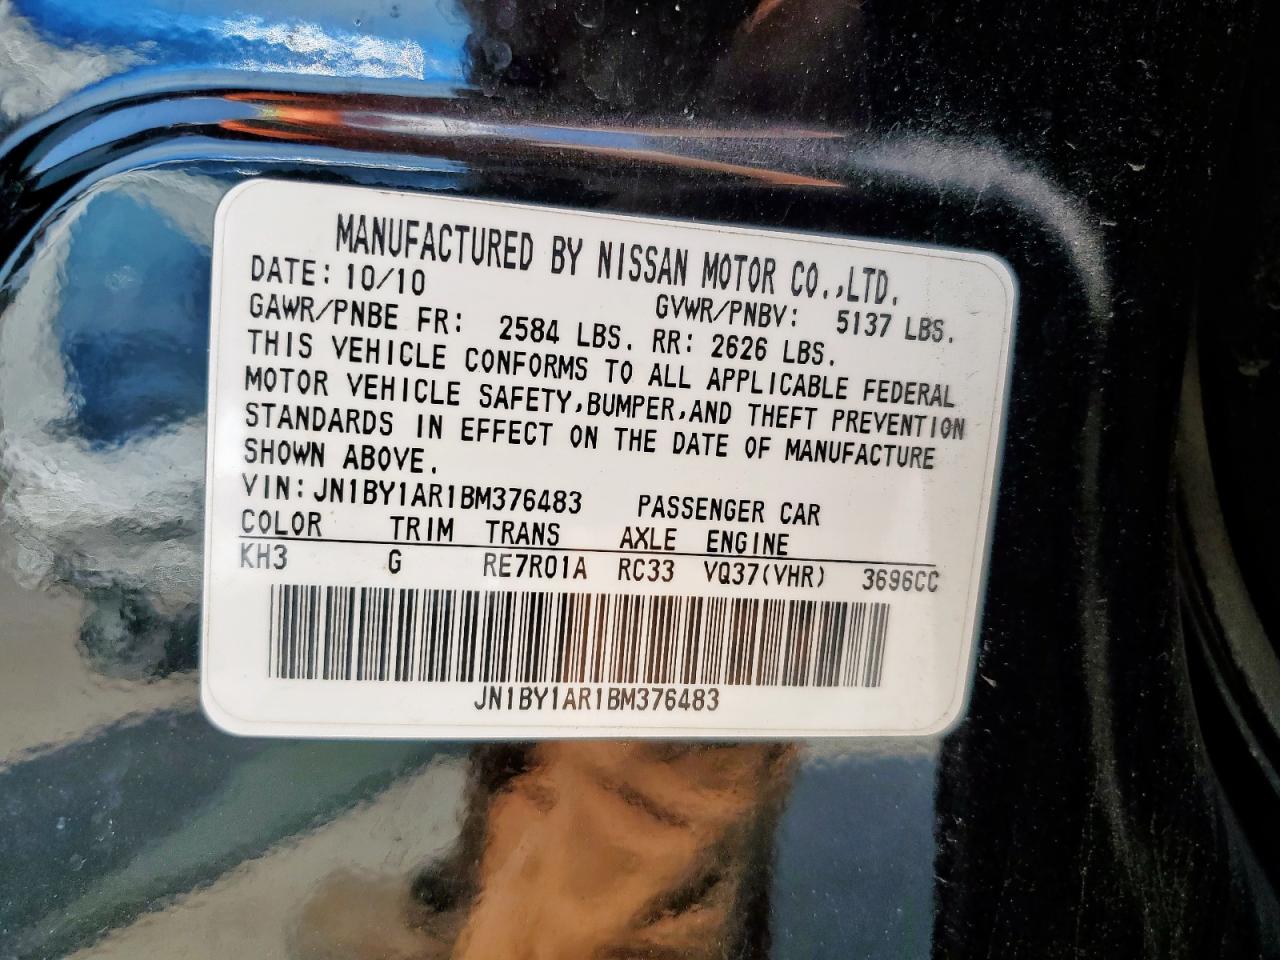 MANUFACTURED BY NISSAN MOTOR CO.,LTD.
DATE: 10/10 GVWR/PNBV: 5137 LBS.
GAWR/PNBE FR: 2584 LBS. RR: 2626 LBS.
THIS VEHICLE CONFORMS TO ALL APPLICABLE FEDERAL
MOTOR VEHICLE SAFETY,BUMPER,AND THEFT PREVENTION
STANDARDS IN EFFECT ON THE DATE OF MANUFACTURE
SHOWN ABOVE.
VIN: JN1BY1AR1BM376483 PASSENGER CAR
COLOR TRIM TRANS AXLE ENGINE
KH3 G RE7R01A RC33 VQ37(VHR) 3696CC
JN1BY1AR1BM376483